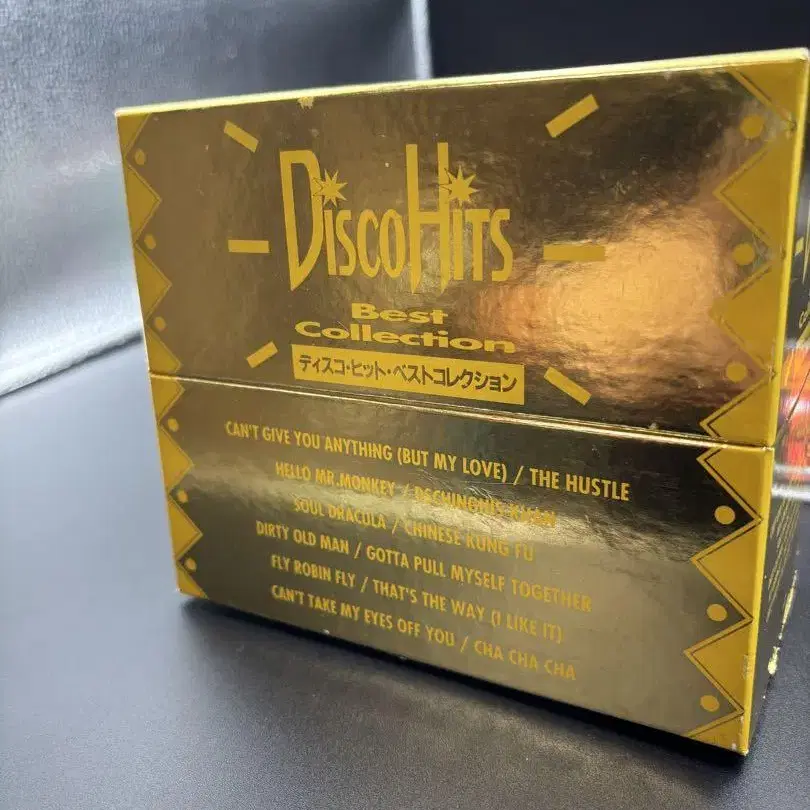 DISCO HITS
Best
Collection
ディスコ・ヒット・ベストコレクション
CAN'T GIVE YOU ANYTHING (BUT MY LOVE) / THE HUSTLE
HELLO MR.MONKEY / DSCHINGHIS KHAN
SOUL DRACULA / CHINESE KUNG FU
DIRTY OLD MAN / GOTTA PULL MYSELF TOGETHER
FLY ROBIN FLY / THAT'S THE WAY (I LIKE IT)
CAN'T TAKE MY EYES OFF YOU / CHA CHA CHA